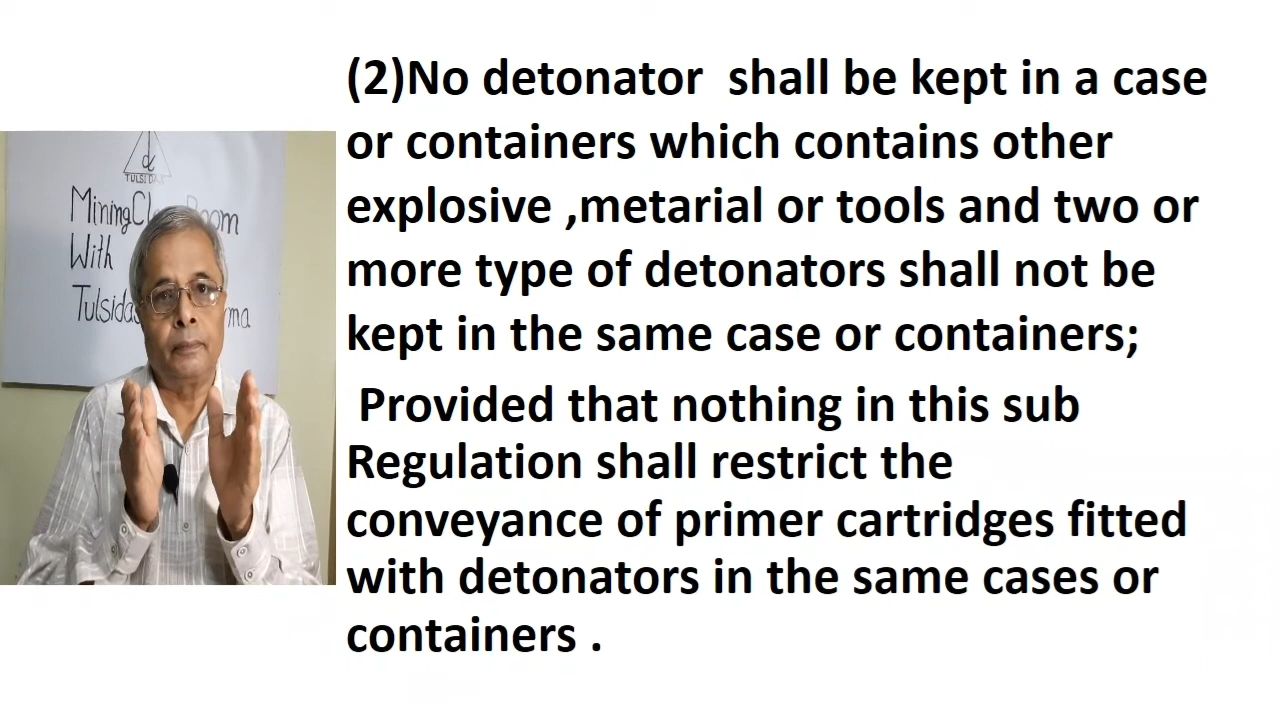 (2)No detonator shall be kept in a case
or containers which contains other
explosive ,metarial or tools and two or
more type of detonators shall not be
kept in the same case or containers;
Provided that nothing in this sub
Regulation shall restrict the
conveyance of primer cartridges fitted
with detonators in the same cases or
containers .
TULSIDAS
Mining
With